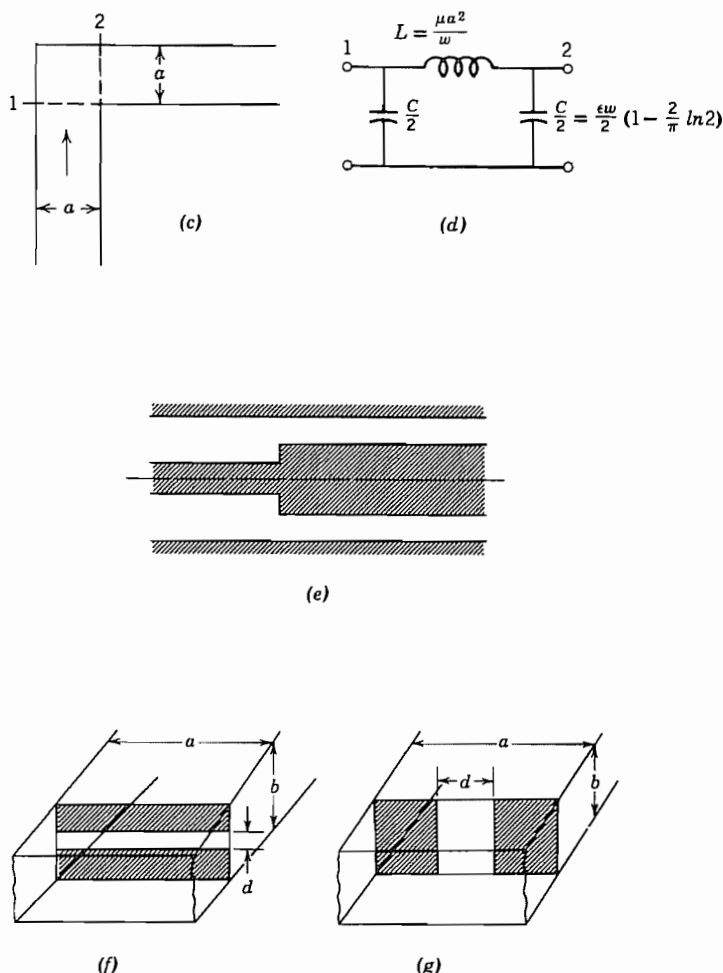 2
1
a
a
(c)
1
L = μa²/w
2
C/2
C/2 = εw/2 (1 − 2/π ln2)
(e)
a
b
d
(f)
a
d
b
(g)
(d)